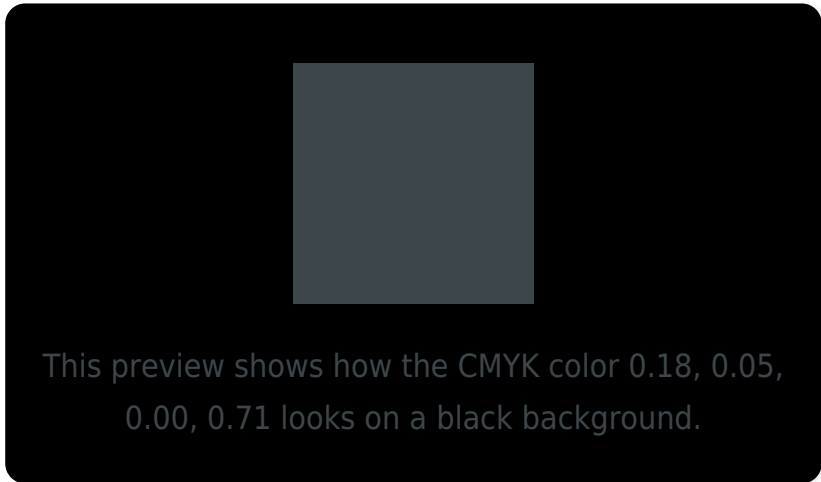 This preview shows how the CMYK color 0.18, 0.05,
0.00, 0.71 looks on a black background.